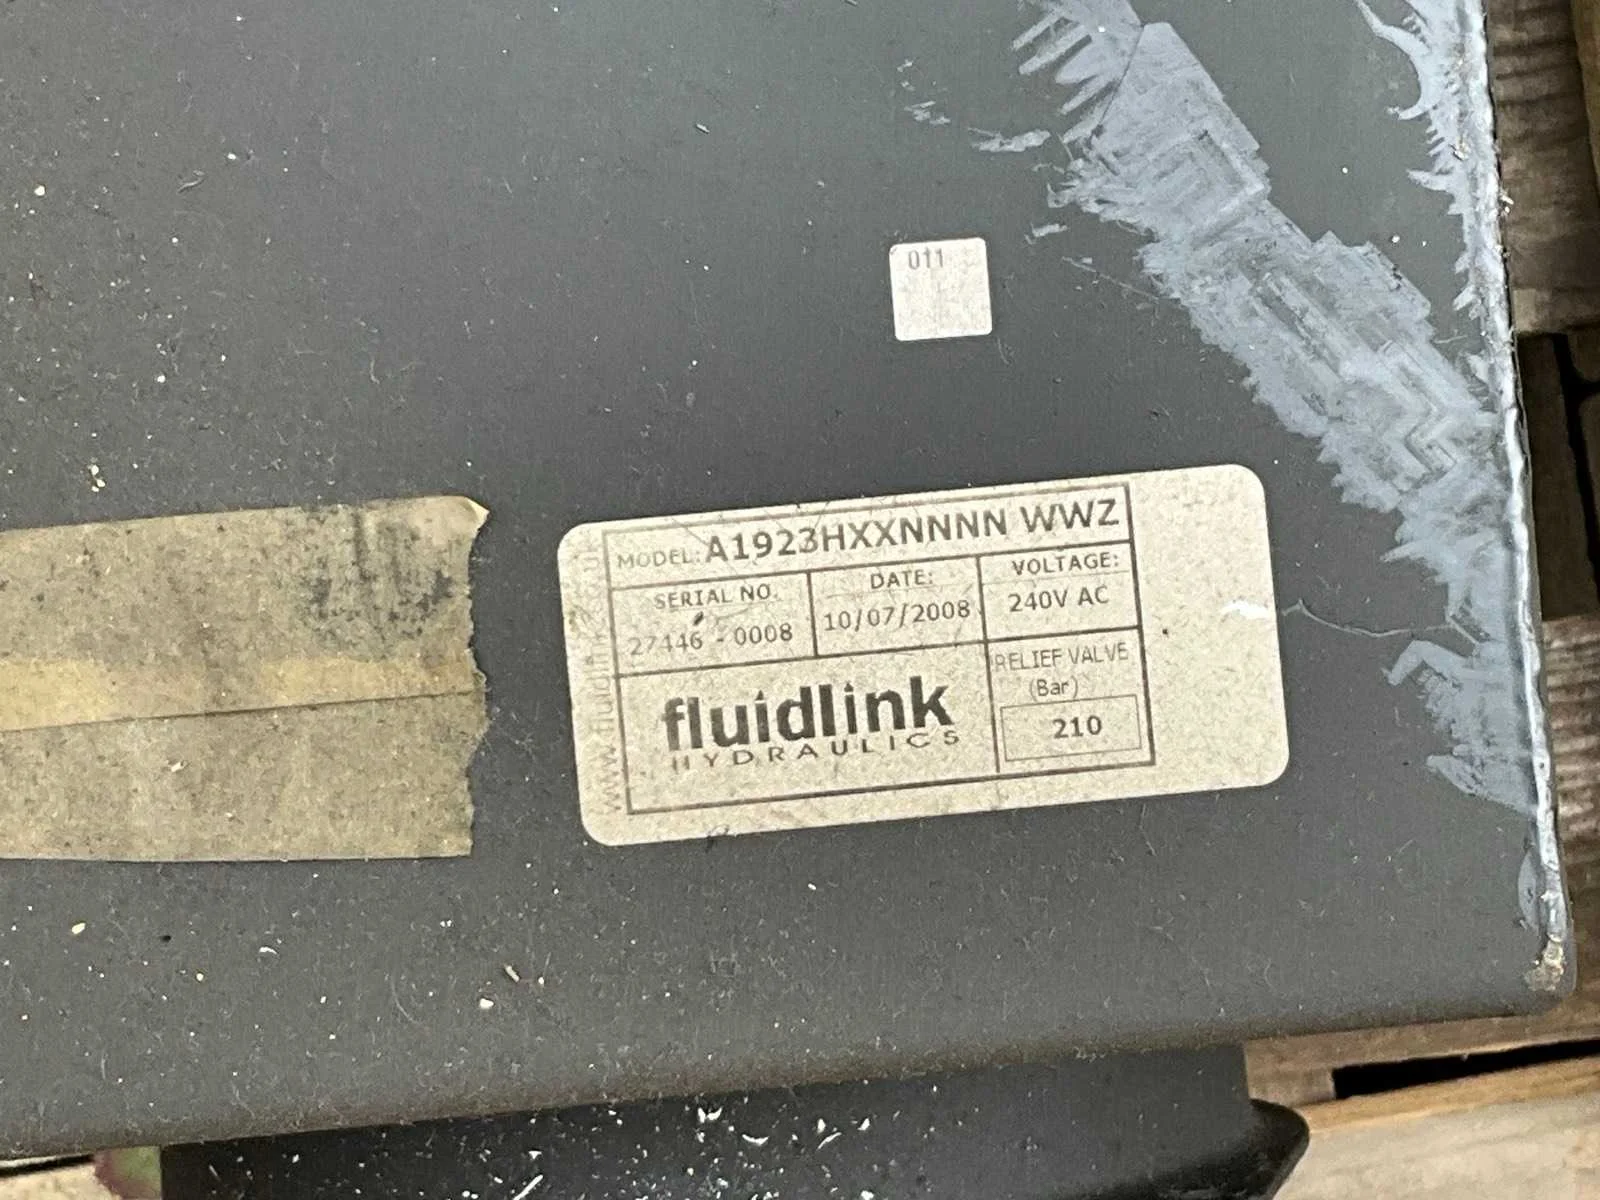 011
MODEL: A1923HXXNNNN WWZ
SERIAL NO.
27446 - 0008
DATE:
10/07/2008
VOLTAGE:
240V AC
fluidlink
HYDRAULICS
RELIEF VALVE
(Bar)
210